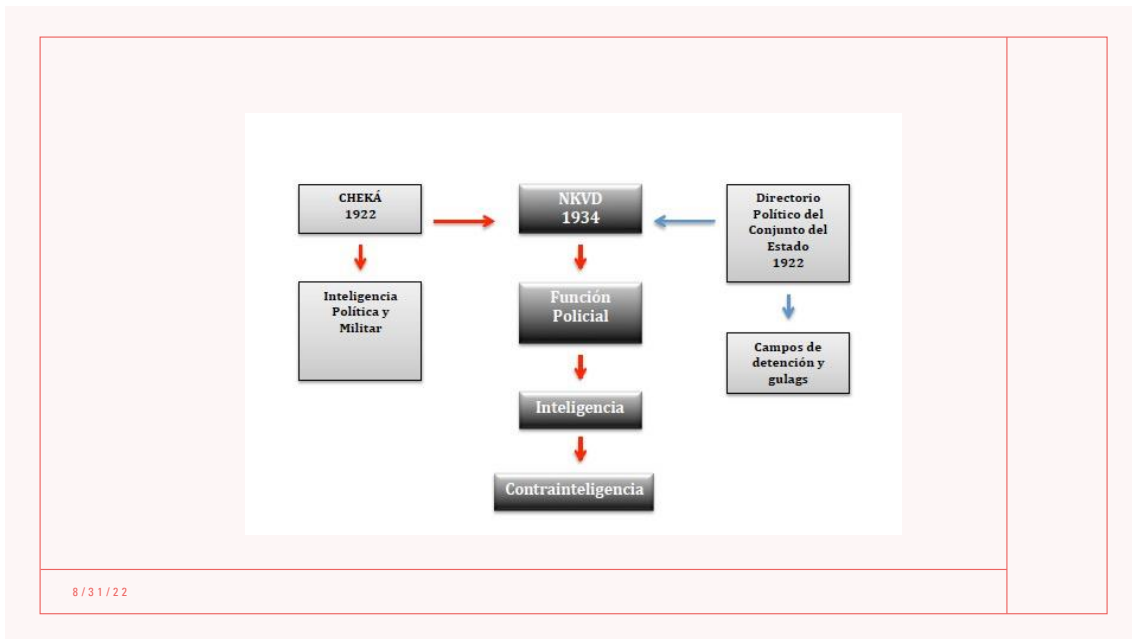 CHEKÁ
1922
Inteligencia
Política y
Militar
NKVD
1934
Función
Policial
Inteligencia
Contrainteligencia
Directorio
Político del
Conjunto del
Estado
1922
Campos de
detención y
gulags
8/31/22